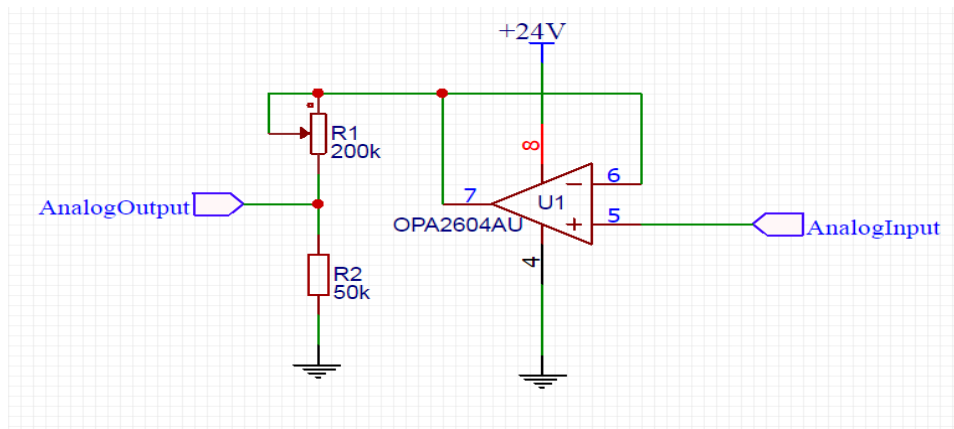 +24V
R1
200k
8
6
7
U1
5
AnalogOutput
OPA2604AU
AnalogInput
4
R2
50k